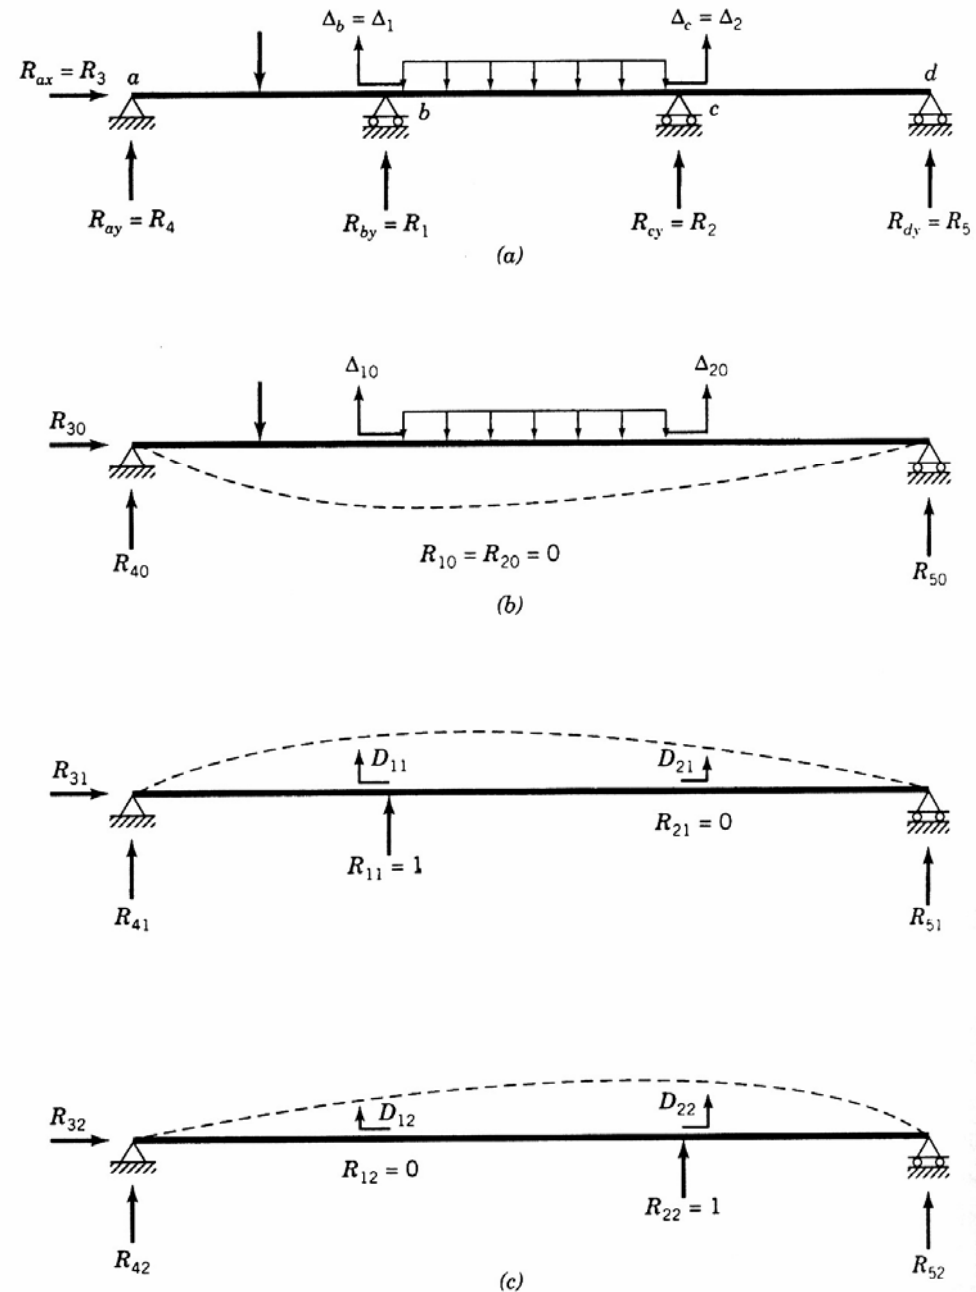 Δb = Δ1 Δc = Δ2
Rax = R3 a d
b c
Ray = R4 Rby = R1 Rcy = R2 Rdy = R5
(a)
Δ10 Δ20
R30
R40 R10 = R20 = 0 R50
(b)
R31 D11 D21
R21 = 0
R11 = 1
R41 R51
R32 D12 D22
R12 = 0
R22 = 1
R42 R52
(c)